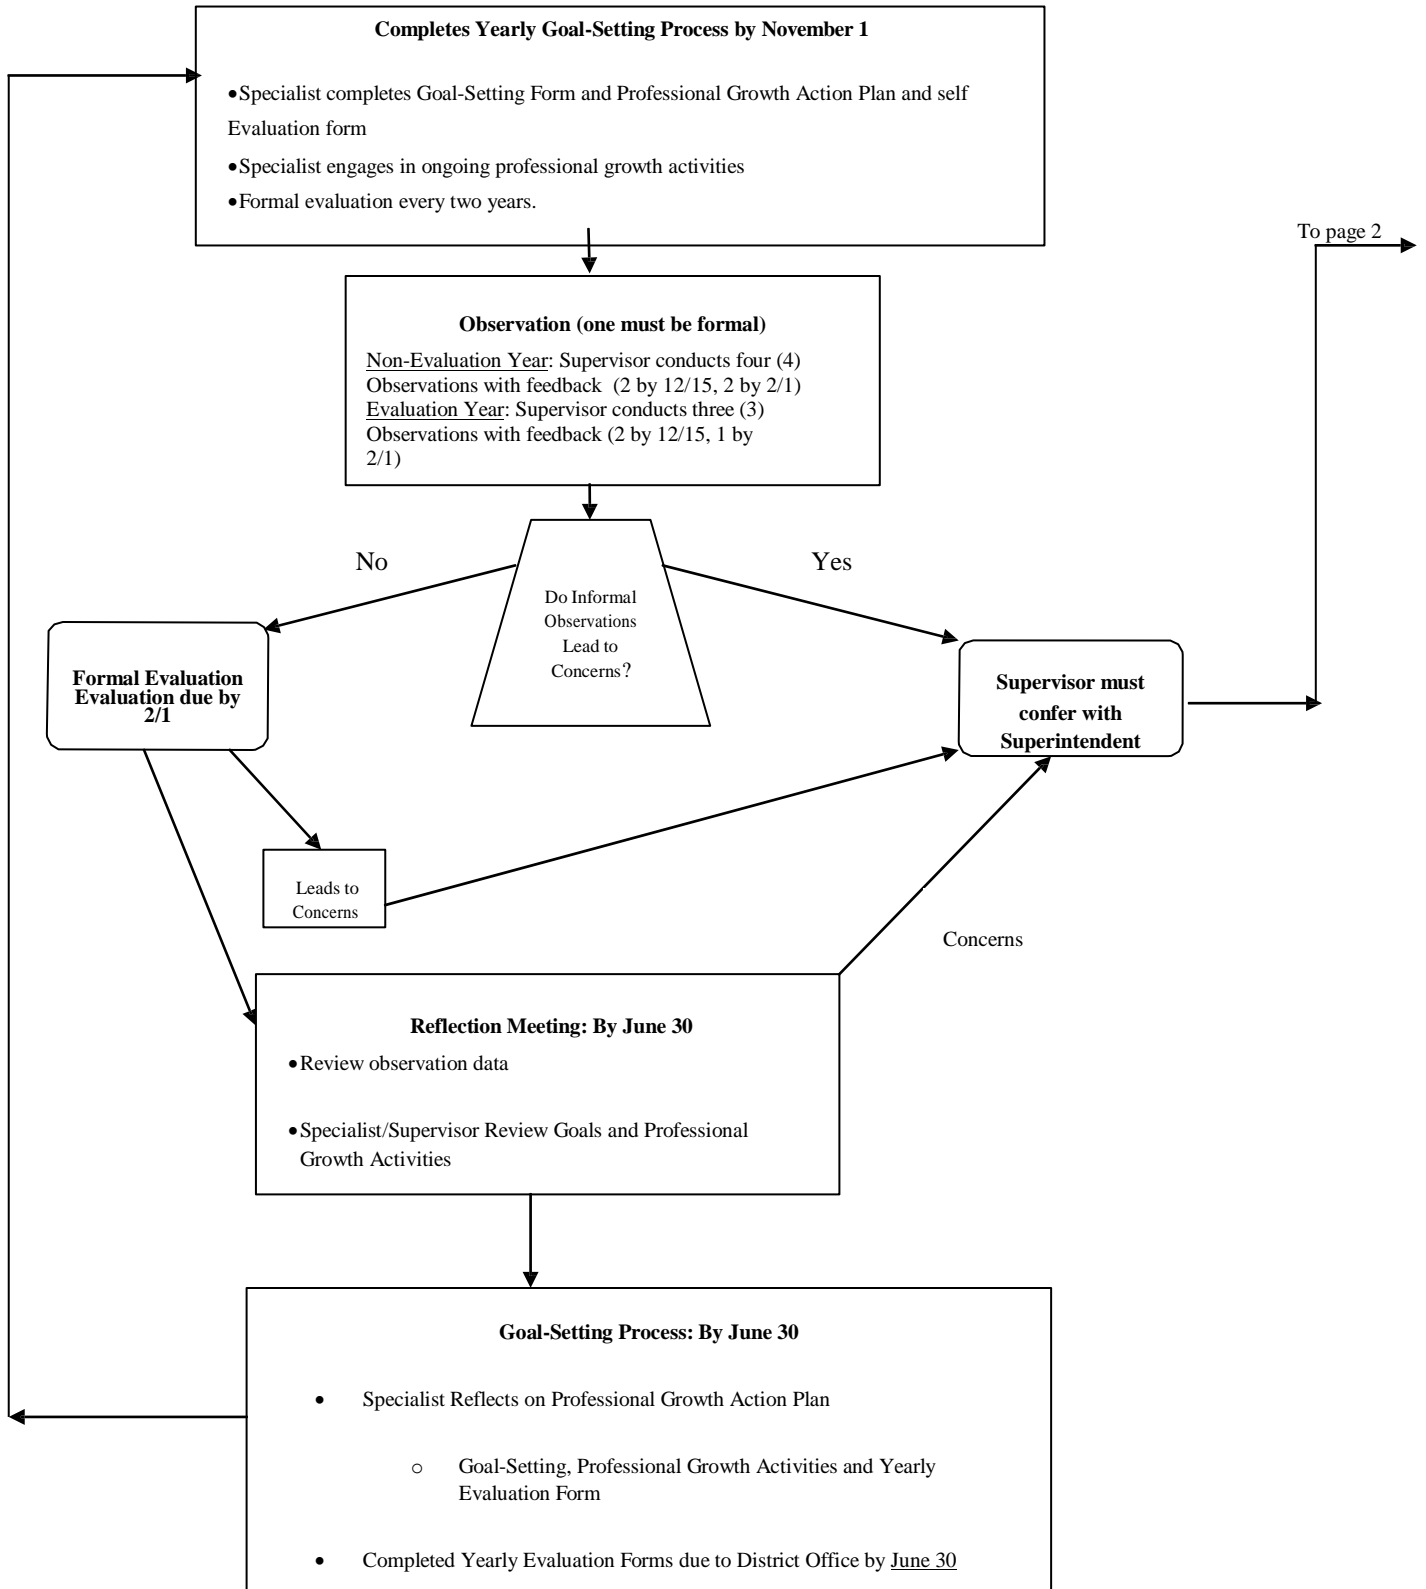 Completes Yearly Goal-Setting Process by November 1
•Specialist completes Goal-Setting Form and Professional Growth Action Plan and self
Evaluation form
•Specialist engages in ongoing professional growth activities
•Formal evaluation every two years.
To page 2
Observation (one must be formal)
Non-Evaluation Year: Supervisor conducts four (4)
Observations with feedback (2 by 12/15, 2 by 2/1)
Evaluation Year: Supervisor conducts three (3)
Observations with feedback (2 by 12/15, 1 by
2/1)
No
Yes
Do Informal
Observations
Lead to
Concerns?
Formal Evaluation
Evaluation due by
2/1
Supervisor must
confer with
Superintendent
Leads to
Concerns
Concerns
Reflection Meeting: By June 30
•Review observation data
•Specialist/Supervisor Review Goals and Professional
Growth Activities
Goal-Setting Process: By June 30
• Specialist Reflects on Professional Growth Action Plan
o Goal-Setting, Professional Growth Activities and Yearly
Evaluation Form
• Completed Yearly Evaluation Forms due to District Office by June 30